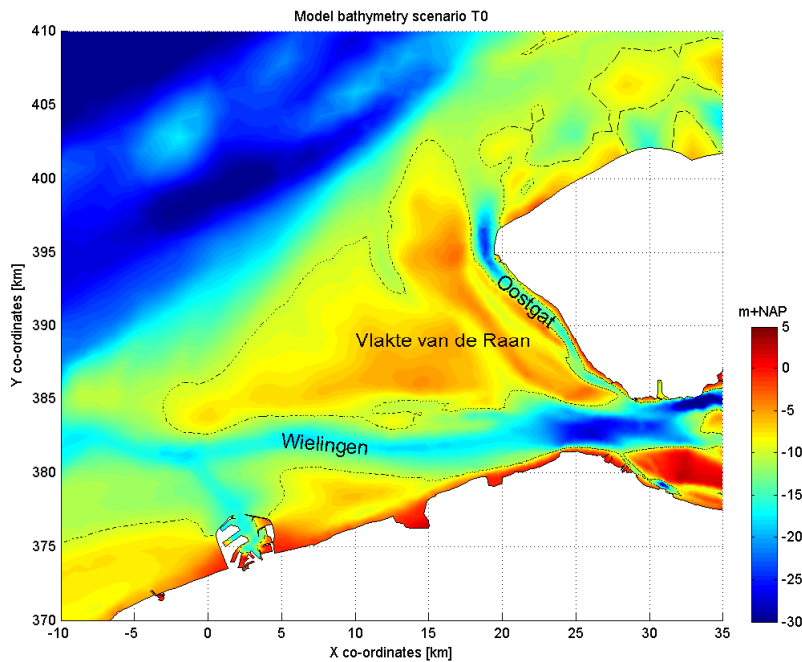 Model bathymetry scenario T0
410
405
400
395
390
385
380
375
370
Y co-ordinates [km]
Oostgat
Vlakte van de Raan
Wielingen
-10 -5 0 5 10 15 20 25 30 35
X co-ordinates [km]
m+NAP
5
0
-5
-10
-15
-20
-25
-30